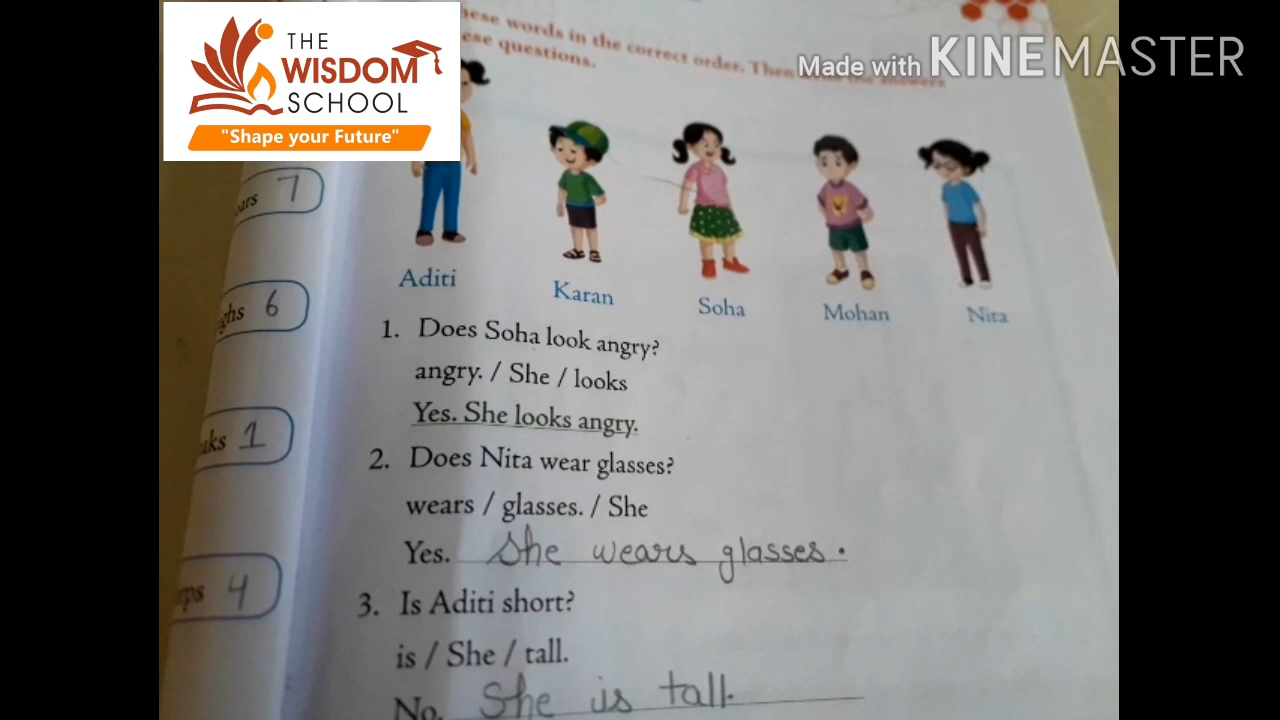 THE
WISDOM
SCHOOL
"Shape your Future"
Made with KINEMASTER
words in the correct order. Then
questions.
7
6
1
4
Aditi
Karan
Soha
Mohan
Nita
1. Does Soha look angry?
angry. / She / looks
Yes. She looks angry.
2. Does Nita wear glasses?
wears / glasses. / She
Yes. She wears glasses.
3. Is Aditi short?
is / She / tall.
No. She is tall.